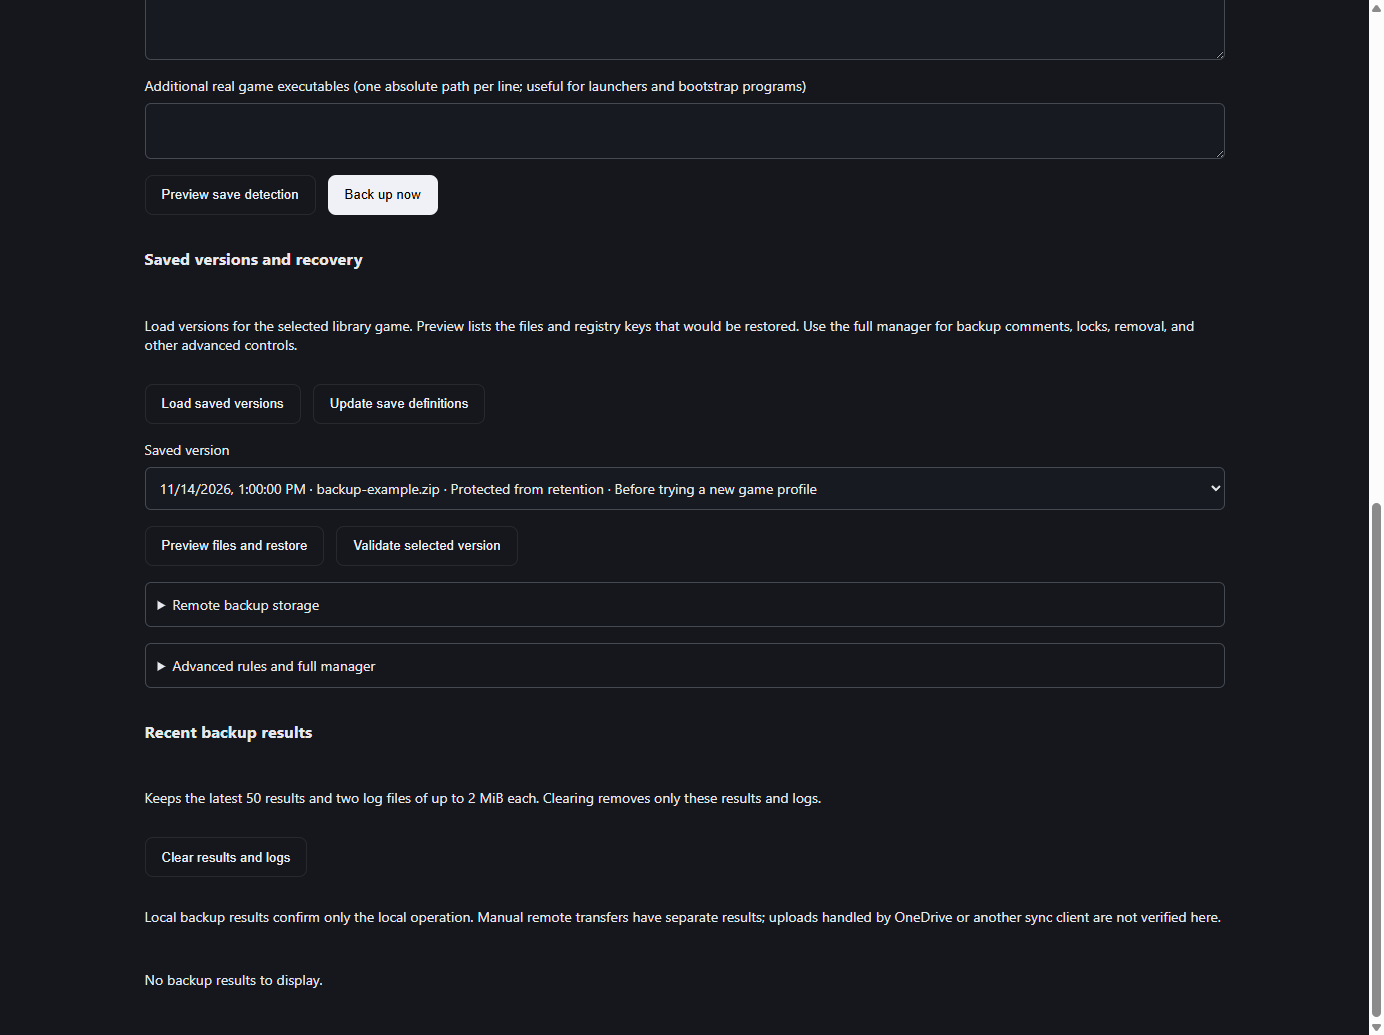 Additional real game executables (one absolute path per line; useful for launchers and bootstrap programs)
Preview save detection
Back up now
Saved versions and recovery
Load versions for the selected library game. Preview lists the files and registry keys that would be restored. Use the full manager for backup comments, locks, removal, and
other advanced controls.
Load saved versions
Update save definitions
Saved version
11/14/2026, 1:00:00 PM · backup-example.zip · Protected from retention · Before trying a new game profile
Preview files and restore
Validate selected version
Remote backup storage
Advanced rules and full manager
Recent backup results
Keeps the latest 50 results and two log files of up to 2 MiB each. Clearing removes only these results and logs.
Clear results and logs
Local backup results confirm only the local operation. Manual remote transfers have separate results; uploads handled by OneDrive or another sync client are not verified here.
No backup results to display.